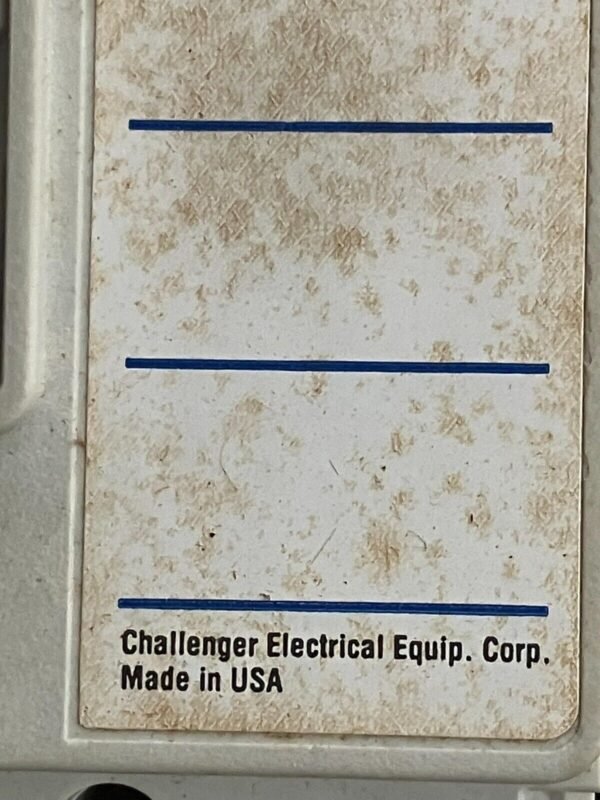 Challenger Electrical Equip. Corp.
Made in USA